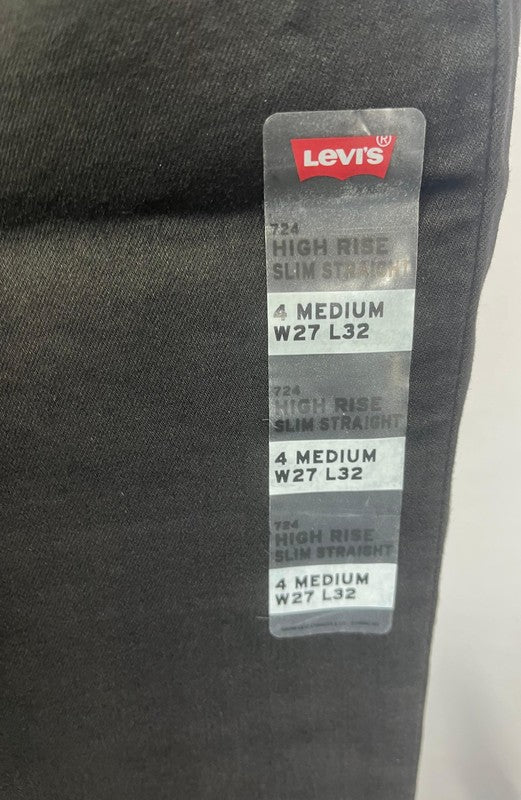 LEVI'S®
724
HIGH RISE
SLIM STRAIGHT
4 MEDIUM
W27 L32
724
HIGH RISE
SLIM STRAIGHT
4 MEDIUM
W27 L32
724
HIGH RISE
SLIM STRAIGHT
4 MEDIUM
W27 L32